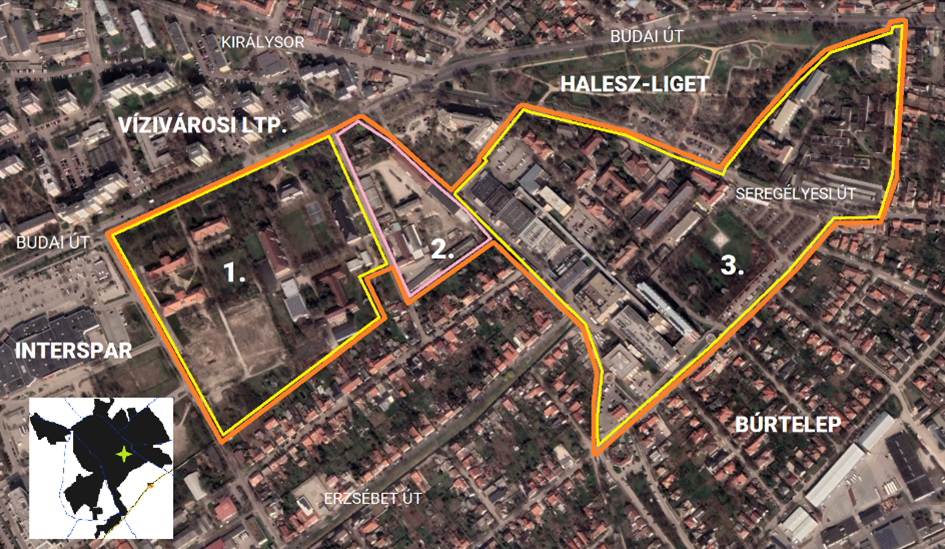 KIRÁLYSOR
BUDAI ÚT
HALESZ-LIGET
VÍZIVÁROSI LTP.
SEREGÉLYESI ÚT
BUDAI ÚT
1.
2.
3.
INTERSPAR
BÚRTELEP
ERZSÉBET ÚT